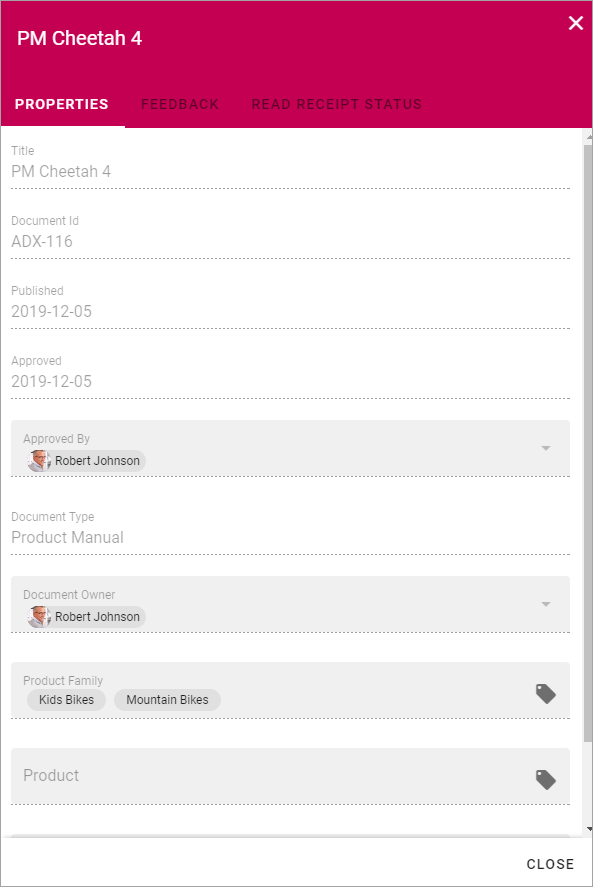 PM Cheetah 4
PROPERTIES FEEDBACK READ RECEIPT STATUS
Title
PM Cheetah 4
Document Id
ADX-116
Published
2019-12-05
Approved
2019-12-05
Approved By
Robert Johnson
Document Type
Product Manual
Document Owner
Robert Johnson
Product Family
Kids Bikes Mountain Bikes
Product
CLOSE